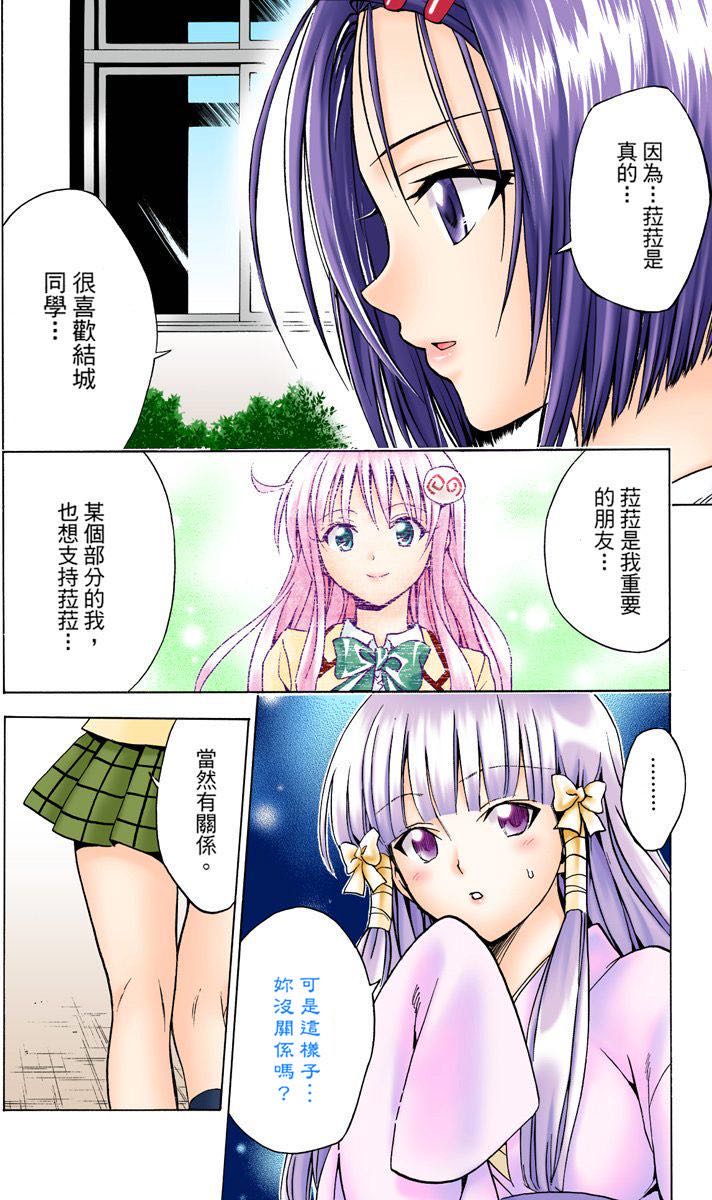 因為…菈菈是
真的…
很喜歡結城
同學…
菈菈是我重要
的朋友…
某個部分的我，
也想支持菈菈…
………
可是這樣子…
妳沒關係嗎？
當然有關係。